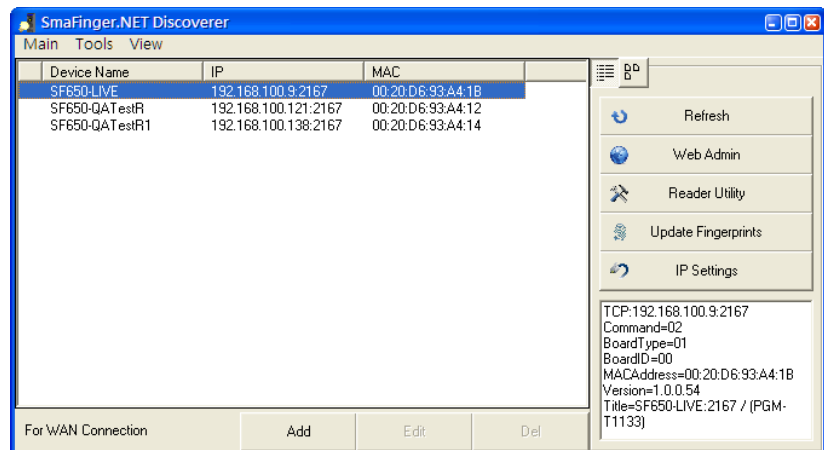 SmaFinger.NET Discoverer
Main Tools View
Device Name IP MAC
SF650-LIVE 192.168.100.9:2167 00:20:D6:93:A4:1B
SF650-QATestR 192.168.100.121:2167 00:20:D6:93:A4:12
SF650-QATestR1 192.168.100.138:2167 00:20:D6:93:A4:14
Refresh
Web Admin
Reader Utility
Update Fingerprints
IP Settings
TCP:192.168.100.9:2167
Command=02
BoardType=01
BoardID=00
MACAddress=00:20:D6:93:A4:1B
Version=1.0.0.54
Title=SF650-LIVE:2167 / (PGM-
T1133)
For WAN Connection Add Edit Del